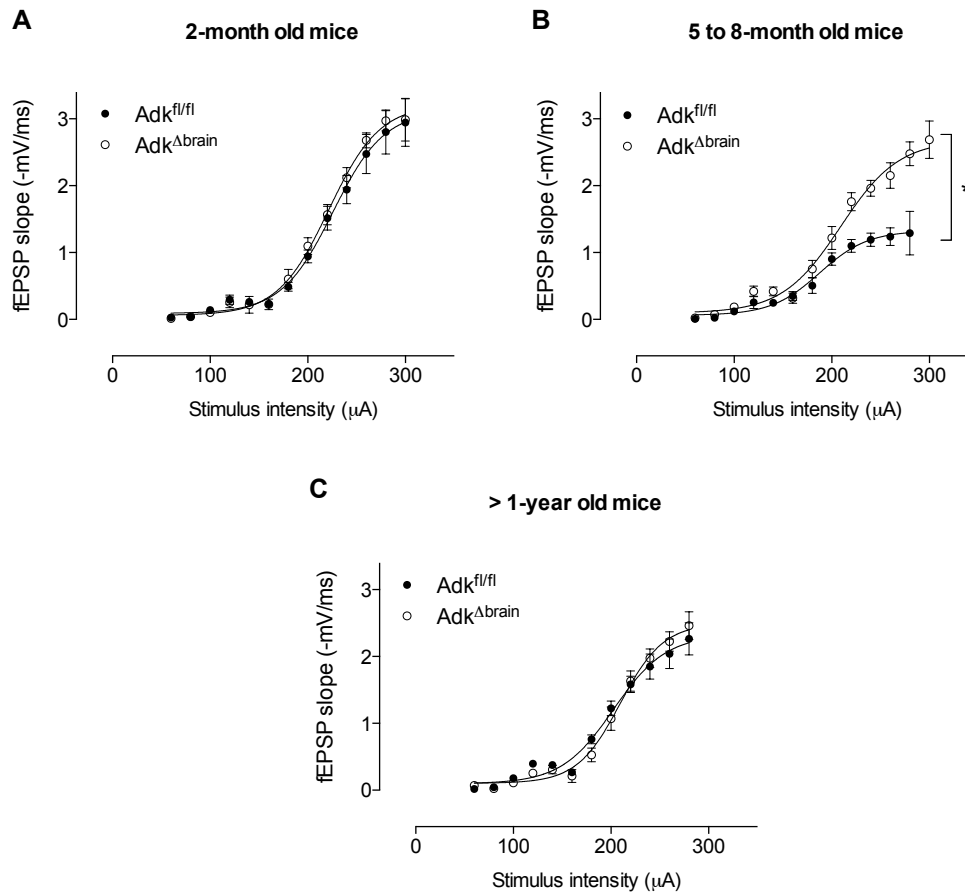 A
2-month old mice
fEPSP slope (-mV/ms)
3
2
1
0
Adk^fl/fl
Adk^Δbrain
0 100 200 300
Stimulus intensity (μA)
B
5 to 8-month old mice
fEPSP slope (-mV/ms)
3
2
1
0
Adk^fl/fl
Adk^Δbrain
*
0 100 200 300
Stimulus intensity (μA)
C
> 1-year old mice
fEPSP slope (-mV/ms)
3
2
1
0
Adk^fl/fl
Adk^Δbrain
0 100 200 300
Stimulus intensity (μA)